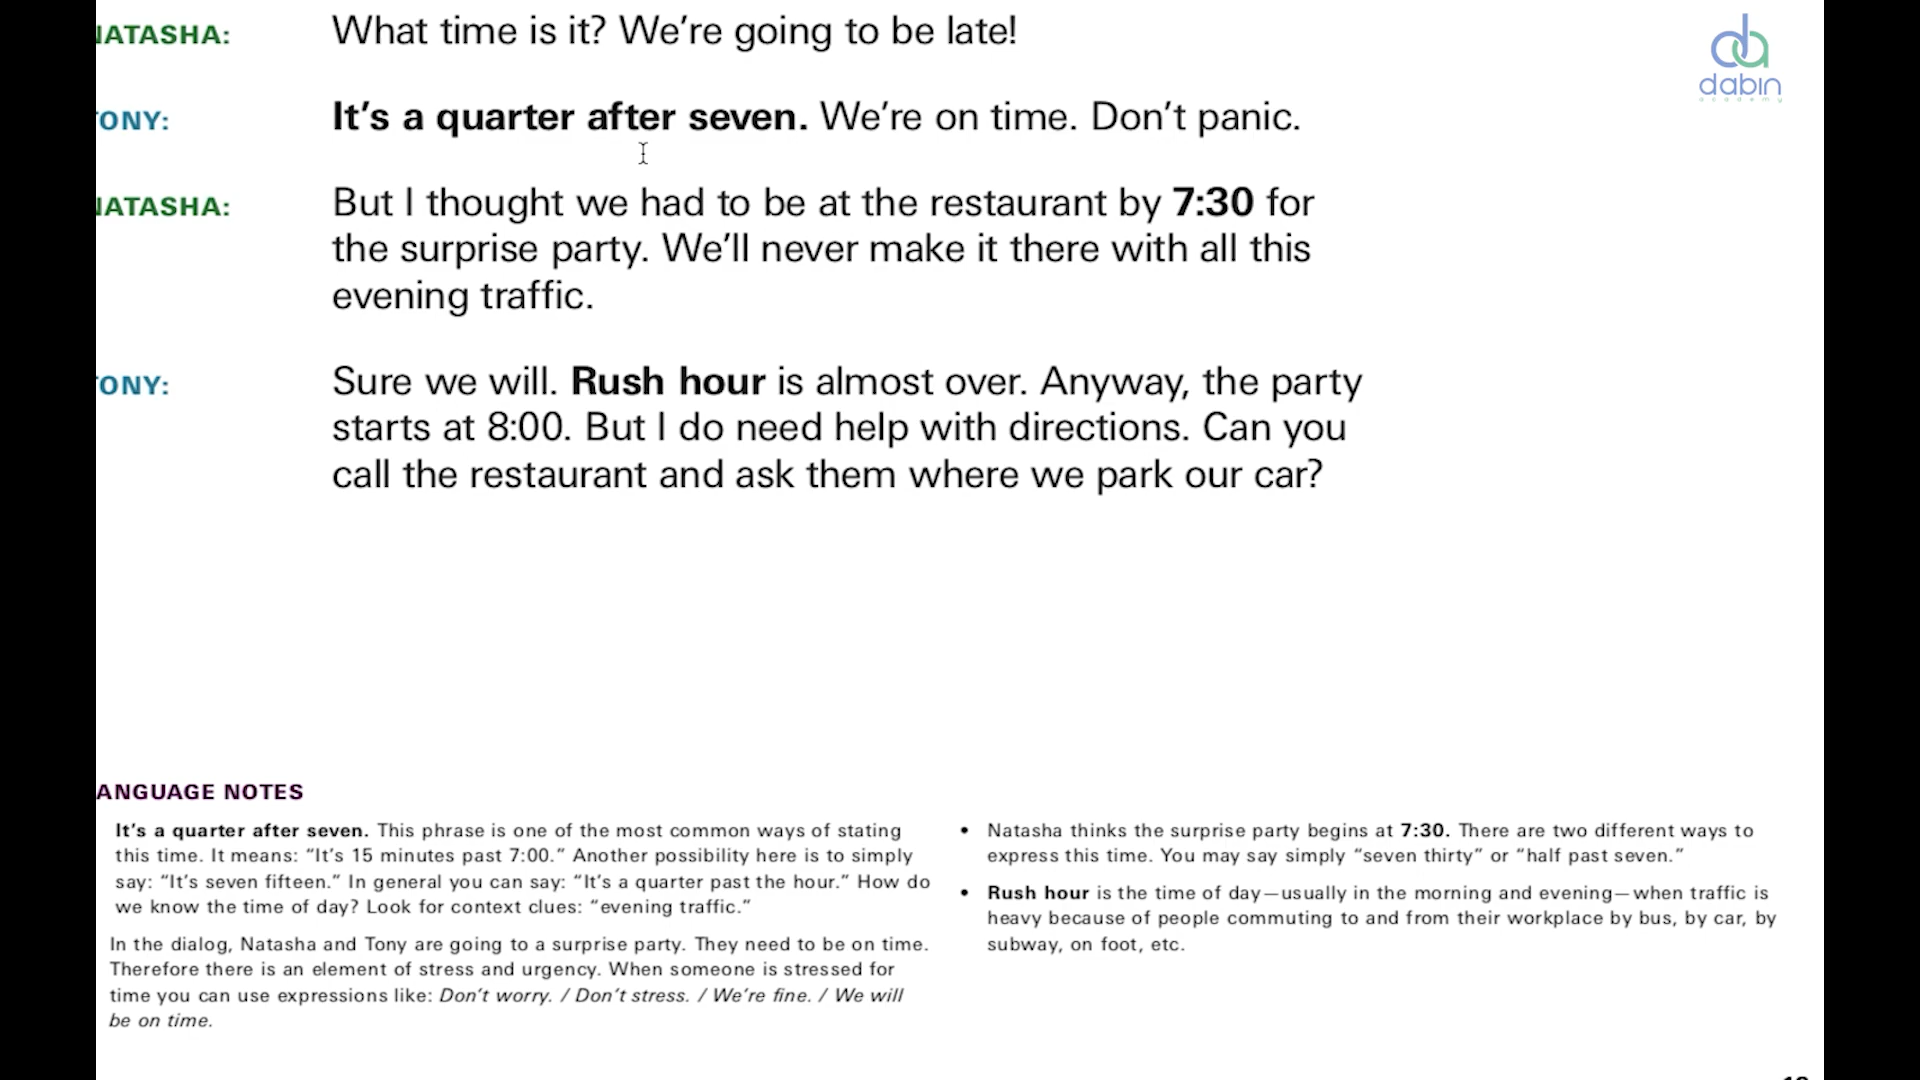 NATASHA: What time is it? We're going to be late!
dabin
academy
TONY: It's a quarter after seven. We're on time. Don't panic.
NATASHA: But I thought we had to be at the restaurant by 7:30 for
the surprise party. We'll never make it there with all this
evening traffic.
TONY: Sure we will. Rush hour is almost over. Anyway, the party
starts at 8:00. But I do need help with directions. Can you
call the restaurant and ask them where we park our car?
ANGUAGE NOTES
It's a quarter after seven. This phrase is one of the most common ways of stating
this time. It means: “It's 15 minutes past 7:00.” Another possibility here is to simply
say: “It's seven fifteen.” In general you can say: “It's a quarter past the hour.” How do
we know the time of day? Look for context clues: “evening traffic.”
In the dialog, Natasha and Tony are going to a surprise party. They need to be on time.
Therefore there is an element of stress and urgency. When someone is stressed for
time you can use expressions like: Don't worry. / Don't stress. / We're fine. / We will
be on time.
• Natasha thinks the surprise party begins at 7:30. There are two different ways to
express this time. You may say simply “seven thirty” or “half past seven.”
• Rush hour is the time of day—usually in the morning and evening—when traffic is
heavy because of people commuting to and from their workplace by bus, by car, by
subway, on foot, etc.